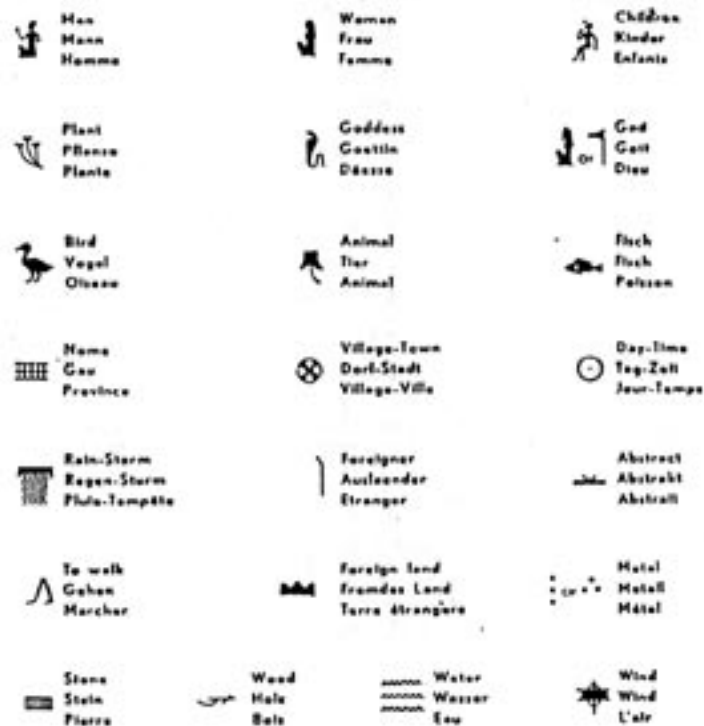 Man
Mann
Homme
Woman
Frau
Femme
Children
Kinder
Enfants
Plant
Pflanze
Plante
Goddess
Goettin
Déesse
or
God
Gott
Dieu
Bird
Vogel
Oiseau
Animal
Tier
Animal
Fisch
Fisch
Poisson
Nome
Gau
Province
Village-Town
Dorf-Stadt
Village-Ville
Day-Time
Tag-Zeit
Jour-Temps
Rain-Storm
Regen-Sturm
Pluie-Tempête
Foreigner
Auslaender
Etranger
Abstract
Abstrakt
Abstrait
To walk
Gehen
Marcher
Foreign land
Fremdes Land
Terre étrangère
or
Metal
Metall
Métal
Stone
Stein
Pierre
Wood
Holz
Bois
Water
Wasser
Eau
Wind
Wind
L'air